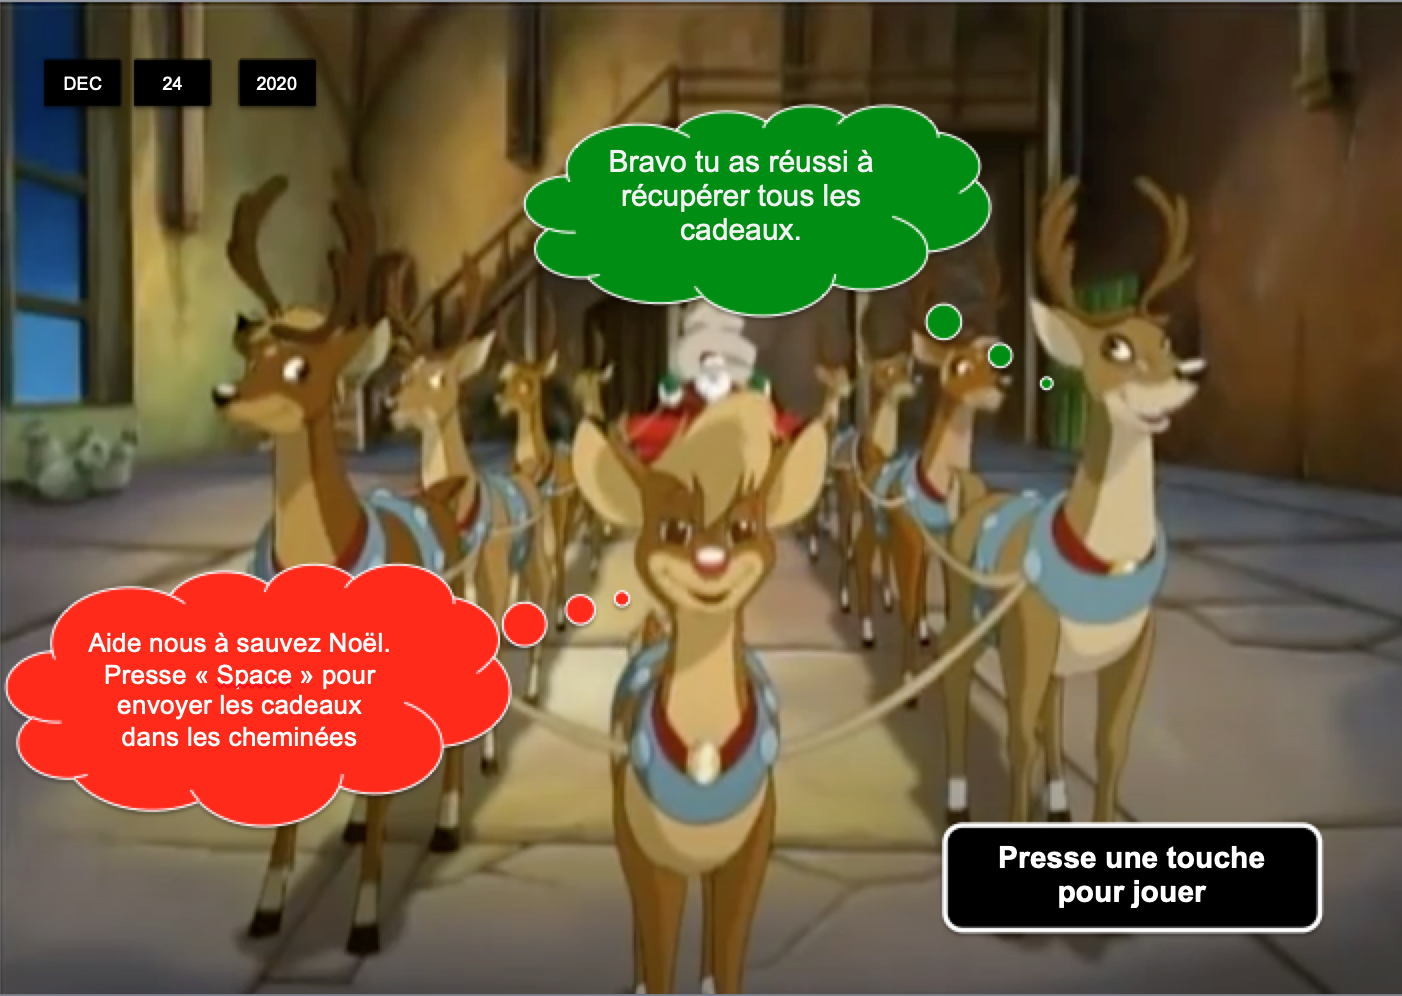 DEC 24 2020
Bravo tu as réussi à
récupérer tous les
cadeaux.
Aide nous à sauvez Noël.
Presse « Space » pour
envoyer les cadeaux
dans les cheminées
Presse une touche
pour jouer